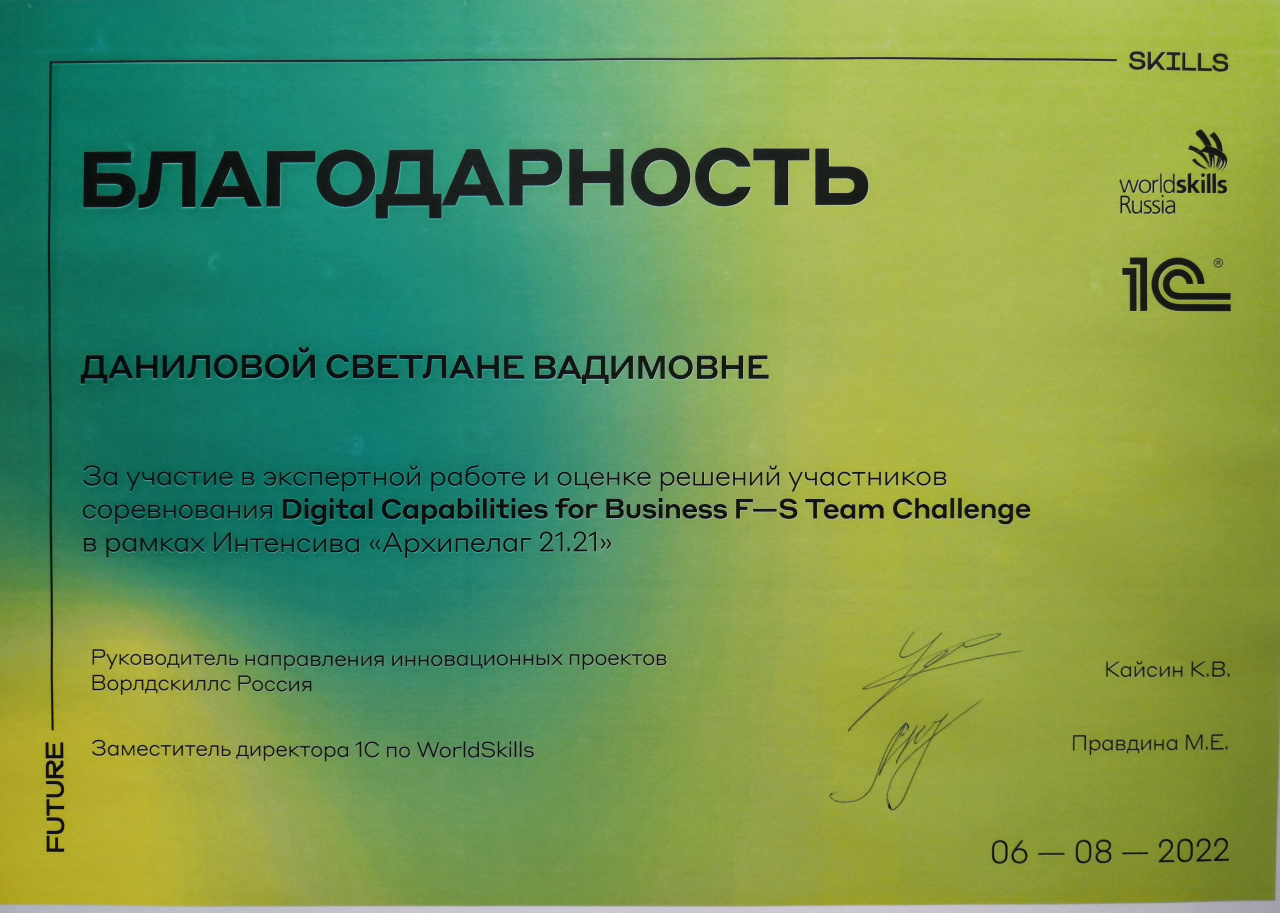 SKILLS
БЛАГОДАРНОСТЬ
worldskills
Russia
1С®
ДАНИЛОВОЙ СВЕТЛАНЕ ВАДИМОВНЕ
За участие в экспертной работе и оценке решений участников
соревнования Digital Capabilities for Business F—S Team Challenge
в рамках Интенсива «Архипелаг 21.21»
Руководитель направления инновационных проектов
Ворлдскиллс Россия
Кайсин К.В.
Заместитель директора 1С по WorldSkills
Правдина М.Е.
FUTURE
06 — 08 — 2022